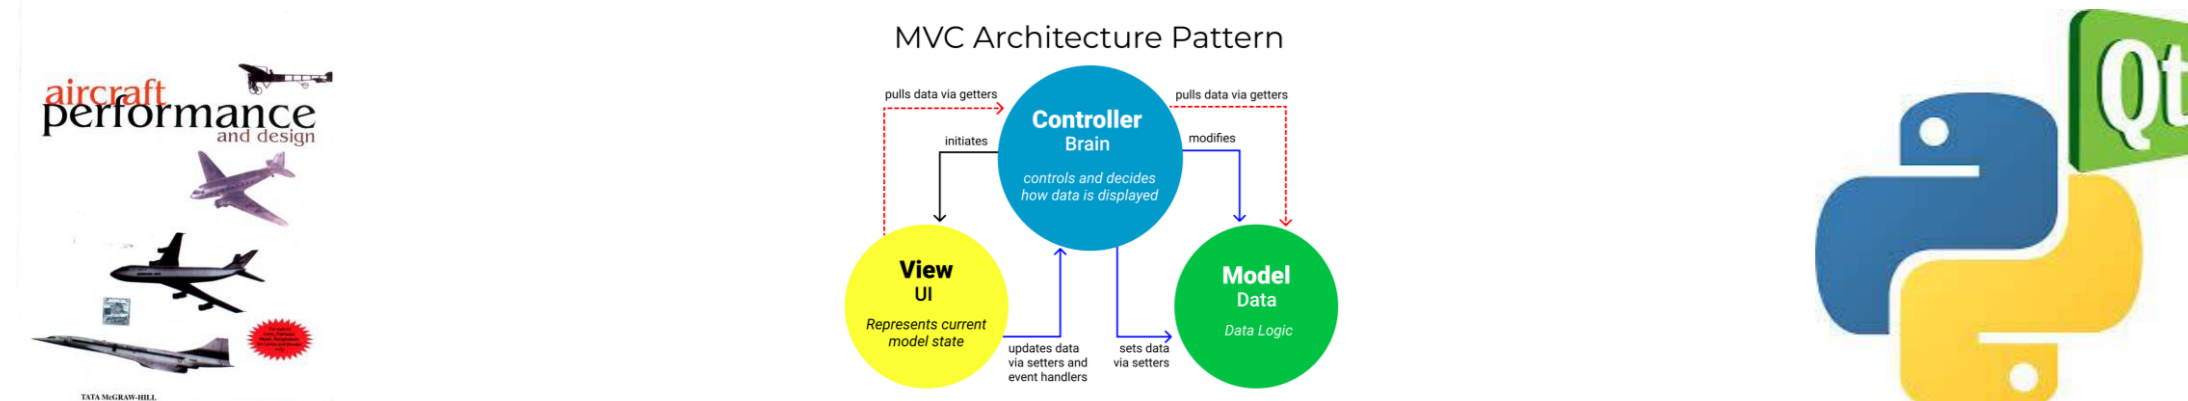 aircraft
performance
and design
TATA McGRAW-HILL
MVC Architecture Pattern
pulls data via getters
pulls data via getters
Controller
Brain
controls and decides
how data is displayed
initiates
modifies
View
UI
Represents current
model state
Model
Data
Data Logic
updates data
via setters and
event handlers
sets data
via setters
Qt